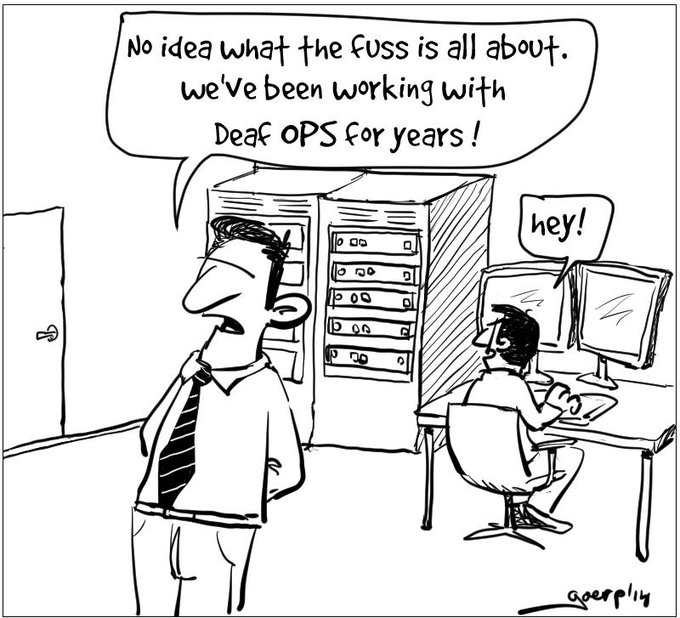 No idea what the fuss is all about.
we've been working with
Deaf OPS for years!
hey!
goerp'14